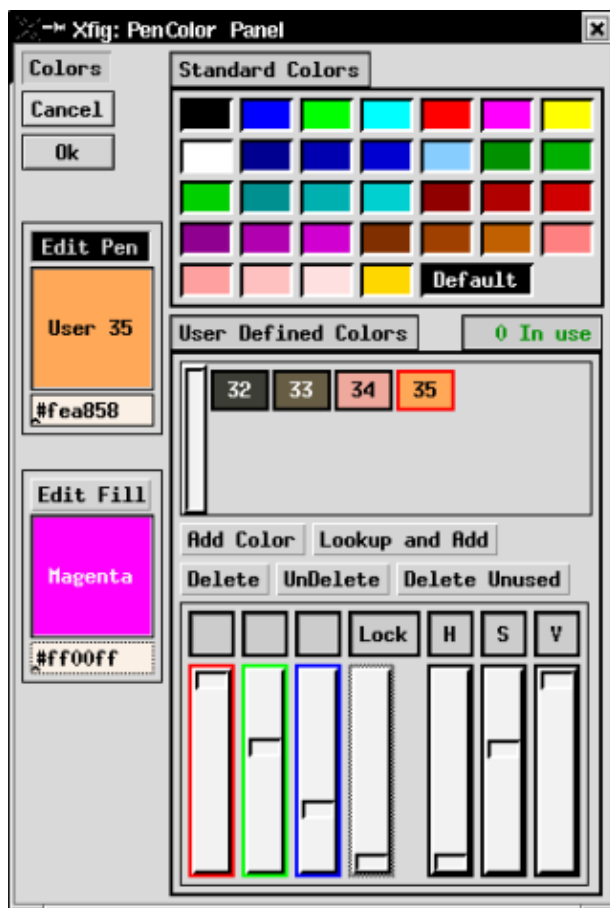 Xfig: PenColor Panel
Colors
Cancel
Ok
Edit Pen
User 35
#fea858
Edit Fill
Magenta
#ff00ff
Standard Colors
Default
User Defined Colors
0 In use
32 33 34 35
Add Color Lookup and Add
Delete UnDelete Delete Unused
Lock H S V